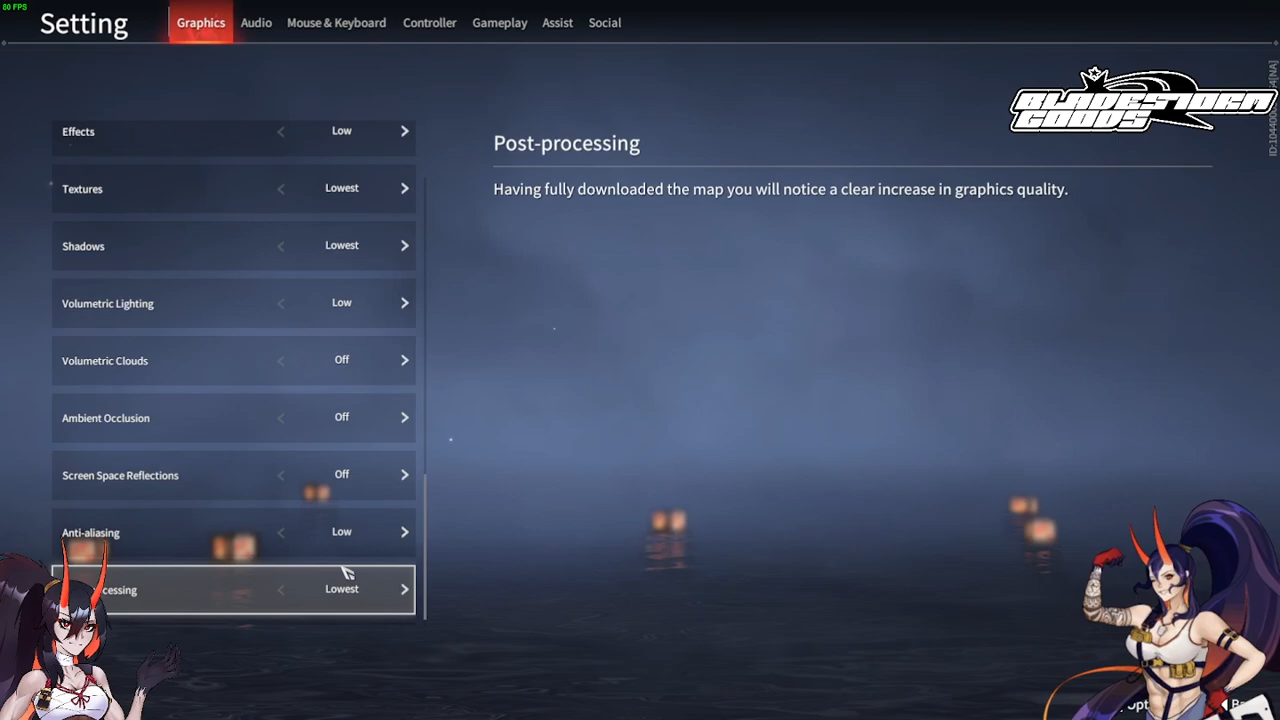 80 FPS
Setting
Graphics
Audio
Mouse & Keyboard
Controller
Gameplay
Assist
Social
BLADESTORM
GOODS
Effects
Low
Post-processing
Textures
Lowest
Having fully downloaded the map you will notice a clear increase in graphics quality.
Shadows
Lowest
Volumetric Lighting
Low
Volumetric Clouds
Off
Ambient Occlusion
Off
Screen Space Reflections
Off
Anti-aliasing
Low
cessing
Lowest